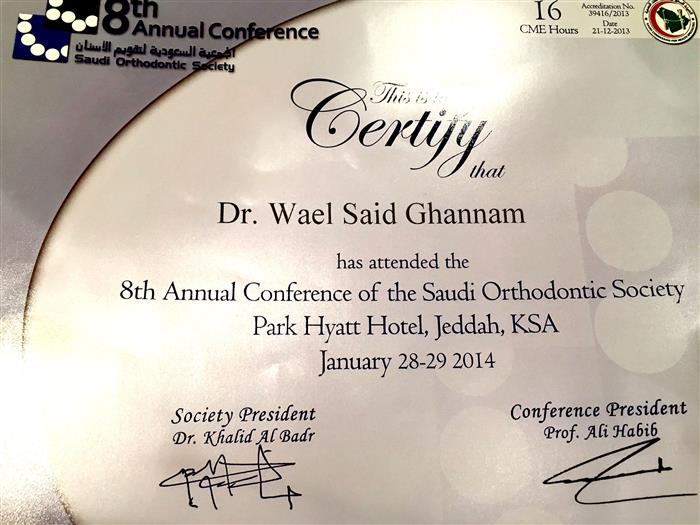 8th
Annual Conference
الجمعية السعودية لتقويم الأسنان
Saudi Orthodontic Society
16
CME Hours
Accreditation No.
39416/2013
Date
21-12-2013
This is to
Certify
that
Dr. Wael Said Ghannam
has attended the
8th Annual Conference of the Saudi Orthodontic Society
Park Hyatt Hotel, Jeddah, KSA
January 28-29 2014
Society President
Dr. Khalid Al Badr
Conference President
Prof. Ali Habib